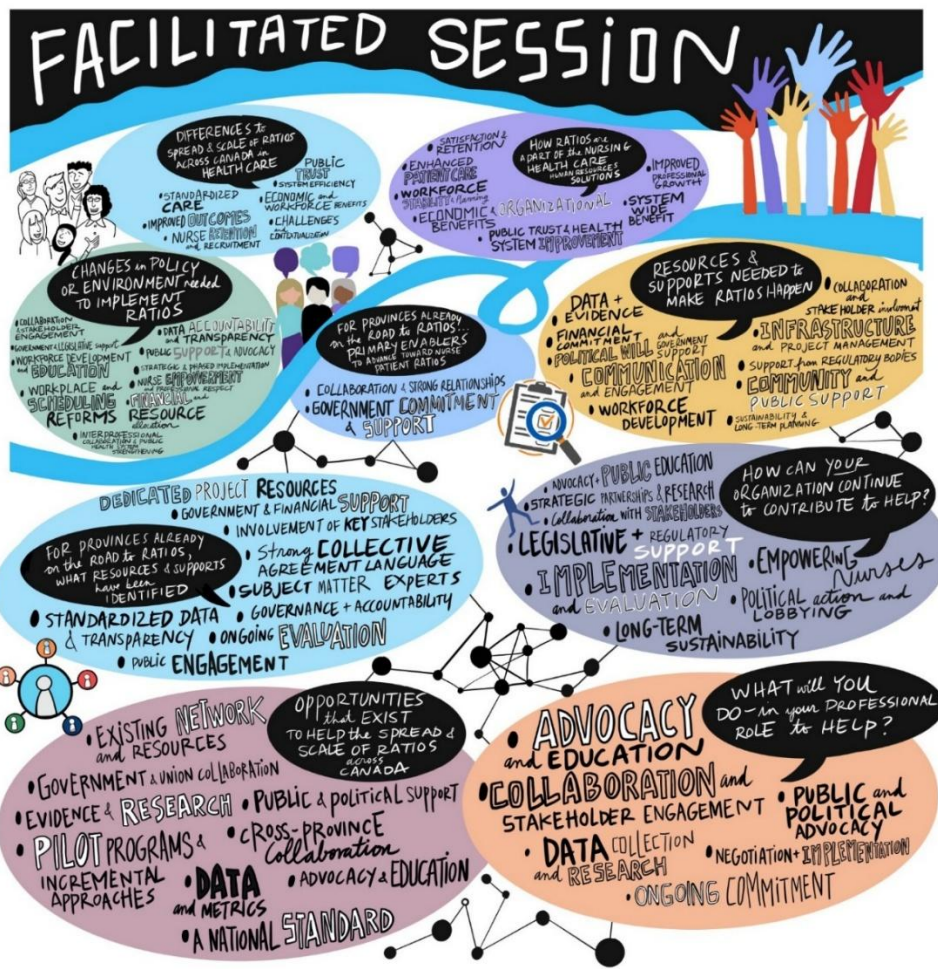 FACILITATED SESSION
DIFFERENCES to
SPREAD & SCALE OF RATIOS
ACROSS CANADA in
HEALTH CARE
• STANDARDIZED
CARE
• IMPROVED OUTCOMES
• NURSE RETENTION
and RECRUITMENT
• PUBLIC
TRUST
• SYSTEM EFFICIENCY
• ECONOMIC and
WORKFORCE BENEFITS
• CHALLENGES
and CONTEXTUALIZATION
HOW RATIOS are
A PART of the NURSING
HEALTH CARE
HUMAN RESOURCES
SOLUTIONS
• SATISFACTION &
RETENTION
• ENHANCED
PATIENT CARE
• WORKFORCE
STABILITY & Planning
• ECONOMIC
BENEFITS
• ORGANIZATIONAL
• PUBLIC TRUST & HEALTH
SYSTEM IMPROVEMENT
• IMPROVED
PROFESSIONAL
GROWTH
• SYSTEM
WIDE
BENEFIT
CHANGES in POLICY
OR ENVIRONMENT needed
TO IMPLEMENT
RATIOS
• COLLABORATION
& STAKEHOLDER
ENGAGEMENT
• GOVERNMENT & LEGISLATIVE support
• WORKFORCE DEVELOPMENT
and EDUCATION
• WORKPLACE and
SCHEDULING
REFORMS
• INTERPROFESSIONAL
COLLABORATION & PUBLIC
HEALTH SYSTEM
STRENGTHENING
• DATA ACCOUNTABILITY
and TRANSPARENCY
• PUBLIC SUPPORT & ADVOCACY
• STRATEGIC & PHASED IMPLEMENTATION
• NURSE EMPOWERMENT
and PROFESSIONAL RESPECT
• FINANCIAL and
RESOURCE
allocation
FOR PROVINCES ALREADY
on the ROAD to RATIOS...
PRIMARY ENABLERS
TO ADVANCE TOWARD NURSE
PATIENT RATIOS
• COLLABORATION & STRONG RELATIONSHIPS
• GOVERNMENT COMMITMENT
& SUPPORT
RESOURCES &
SUPPORTS NEEDED to
MAKE RATIOS HAPPEN
• DATA +
EVIDENCE
• FINANCIAL
COMMITMENT
• POLITICAL WILL and GOVERNMENT
SUPPORT
• COMMUNICATION
and ENGAGEMENT
• WORKFORCE
DEVELOPMENT
• COLLABORATION
and
STAKEHOLDER involvement
• INFRASTRUCTURE
and PROJECT MANAGEMENT
• SUPPORT from REGULATORY BODIES
• COMMUNITY and
PUBLIC SUPPORT
• SUSTAINABILITY &
LONG-TERM PLANNING
FOR PROVINCES ALREADY
on the ROAD to RATIOS,
WHAT RESOURCES & SUPPORTS
have been
IDENTIFIED
DEDICATED PROJECT RESOURCES
• GOVERNMENT & FINANCIAL SUPPORT
• INVOLVEMENT OF KEY STAKEHOLDERS
• Strong COLLECTIVE
AGREEMENT LANGUAGE
• SUBJECT MATTER EXPERTS
• GOVERNANCE + ACCOUNTABILITY
• STANDARDIZED DATA
& TRANSPARENCY
• ONGOING EVALUATION
• PUBLIC ENGAGEMENT
HOW CAN YOUR
ORGANIZATION CONTINUE
to CONTRIBUTE to HELP?
• ADVOCACY + PUBLIC EDUCATION
• STRATEGIC PARTNERSHIPS & RESEARCH
• Collaboration WITH STAKEHOLDERS
• LEGISLATIVE + REGULATORY
SUPPORT
• IMPLEMENTATION
and EVALUATION
• EMPOWERING
Nurses
• POLITICAL action and
LOBBYING
• LONG-TERM
SUSTAINABILITY
OPPORTUNITIES
that EXIST
TO HELP the SPREAD &
SCALE OF RATIOS
across
CANADA
• EXISTING NETWORK
and RESOURCES
• GOVERNMENT & UNION COLLABORATION
• EVIDENCE & RESEARCH
• PUBLIC & political SUPPORT
• PILOT PROGRAMS &
INCREMENTAL
APPROACHES
• CROSS-PROVINCE
Collaboration
• DATA
and METRICS
• ADVOCACY & EDUCATION
• A NATIONAL STANDARD
WHAT will YOU
DO - in your PROFESSIONAL
ROLE to HELP?
• ADVOCACY
and EDUCATION
• COLLABORATION and
STAKEHOLDER ENGAGEMENT
• DATA COLLECTION
and RESEARCH
• PUBLIC and
POLITICAL
ADVOCACY
• NEGOTIATION + IMPLEMENTATION
• ONGOING COMMITMENT